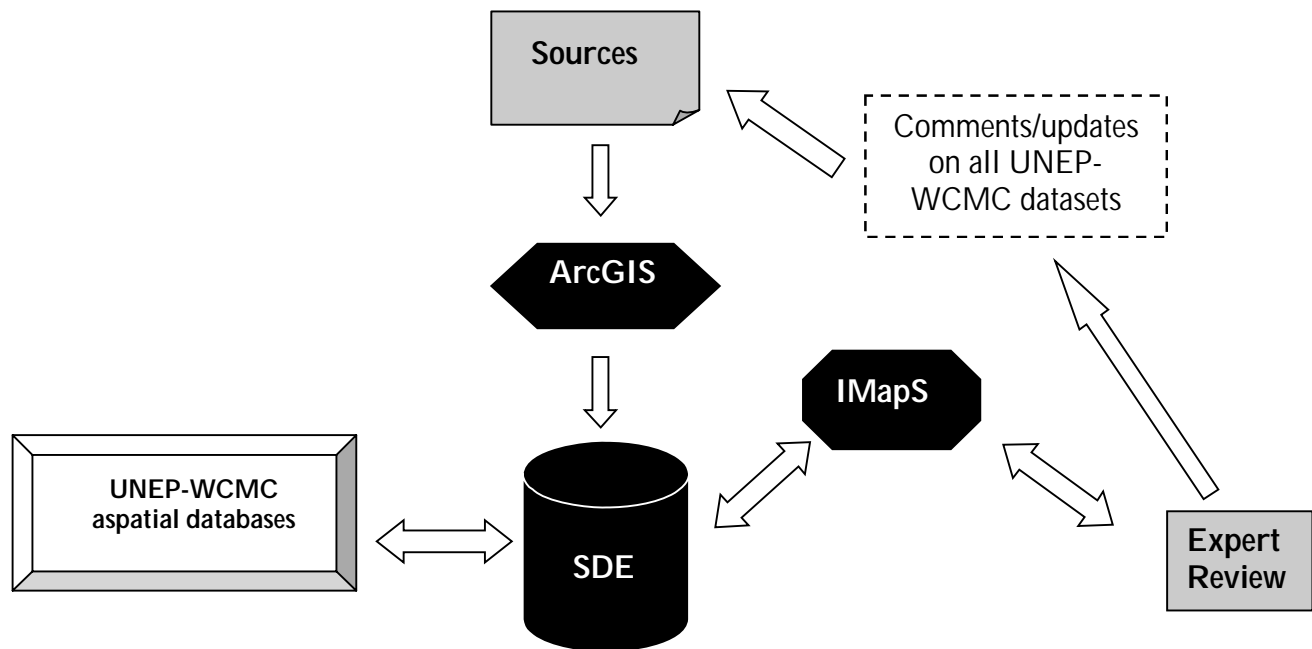 Sources
Comments/updates
on all UNEP-
WCMC datasets
ArcGIS
IMapS
UNEP-WCMC
aspatial databases
SDE
Expert
Review